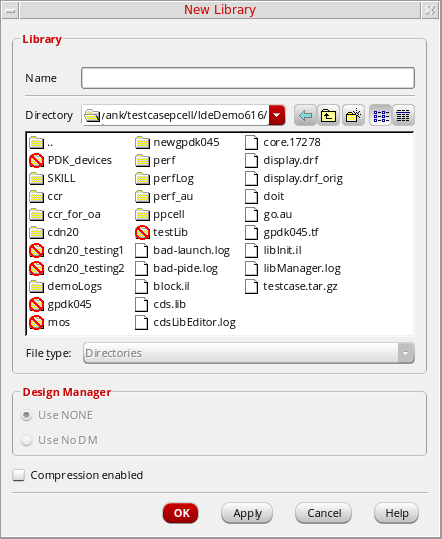 New Library
Library
Name
Directory /ank/testcasepcell/IdeDemo616/
.. newgpdk045 core.17278
PDK_devices perf display.drf
SKILL perfLog display.drf_orig
ccr perf_au doit
ccr_for_oa ppcell go.au
cdn20 testLib gpdk045.tf
cdn20_testing1 bad-launch.log libInit.il
cdn20_testing2 bad-pide.log libManager.log
demoLogs block.il testcase.tar.gz
gpdk045 cds.lib
mos cdsLibEditor.log
File type: Directories
Design Manager
Use NONE
Use No DM
Compression enabled
OK Apply Cancel Help